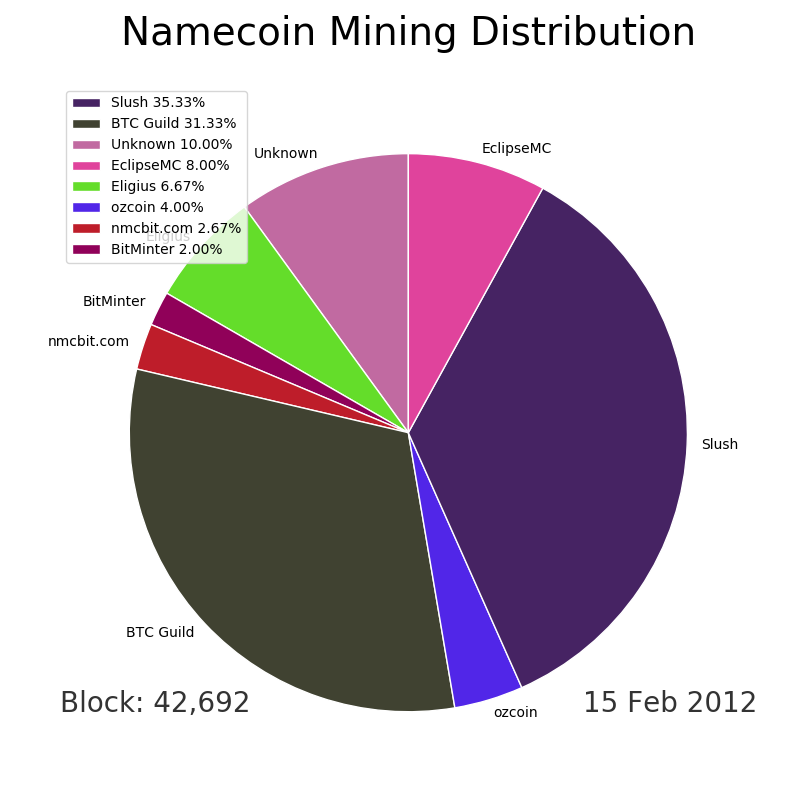 Namecoin Mining Distribution
Slush 35.33%
BTC Guild 31.33%
Unknown 10.00%
EclipseMC 8.00%
Eligius 6.67%
ozcoin 4.00%
nmcbit.com 2.67%
BitMinter 2.00%
Unknown
EclipseMC
Eligius
BitMinter
nmcbit.com
Slush
BTC Guild
ozcoin
Block: 42,692
15 Feb 2012